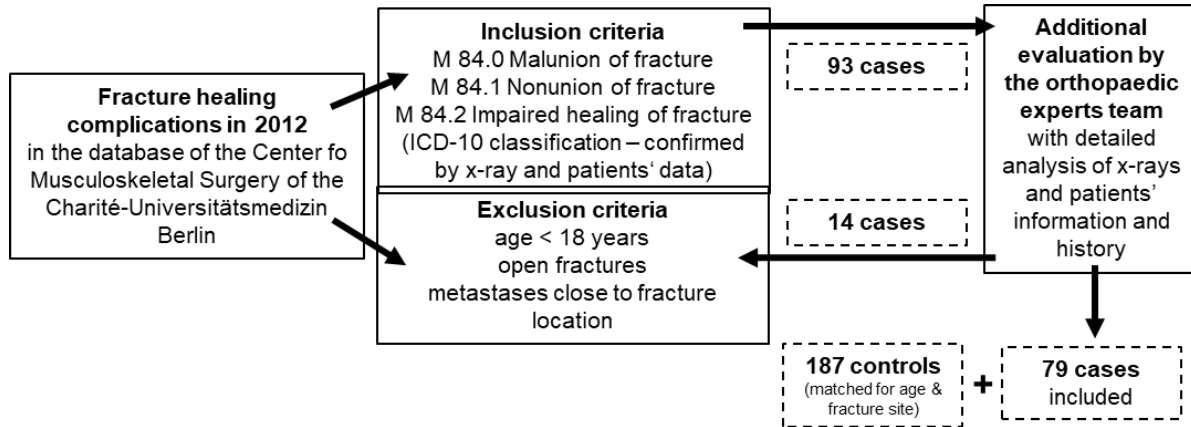 Fracture healing
complications in 2012
in the database of the Center fo
Musculoskeletal Surgery of the
Charité-Universitätsmedizin
Berlin
Inclusion criteria
M 84.0 Malunion of fracture
M 84.1 Nonunion of fracture
M 84.2 Impaired healing of fracture
(ICD-10 classification – confirmed
by x-ray and patients‘ data)
Exclusion criteria
age < 18 years
open fractures
metastases close to fracture
location
93 cases
14 cases
Additional
evaluation by
the orthopaedic
experts team
with detailed
analysis of x-rays
and patients’
information and
history
187 controls
(matched for age &
fracture site)
+
79 cases
included